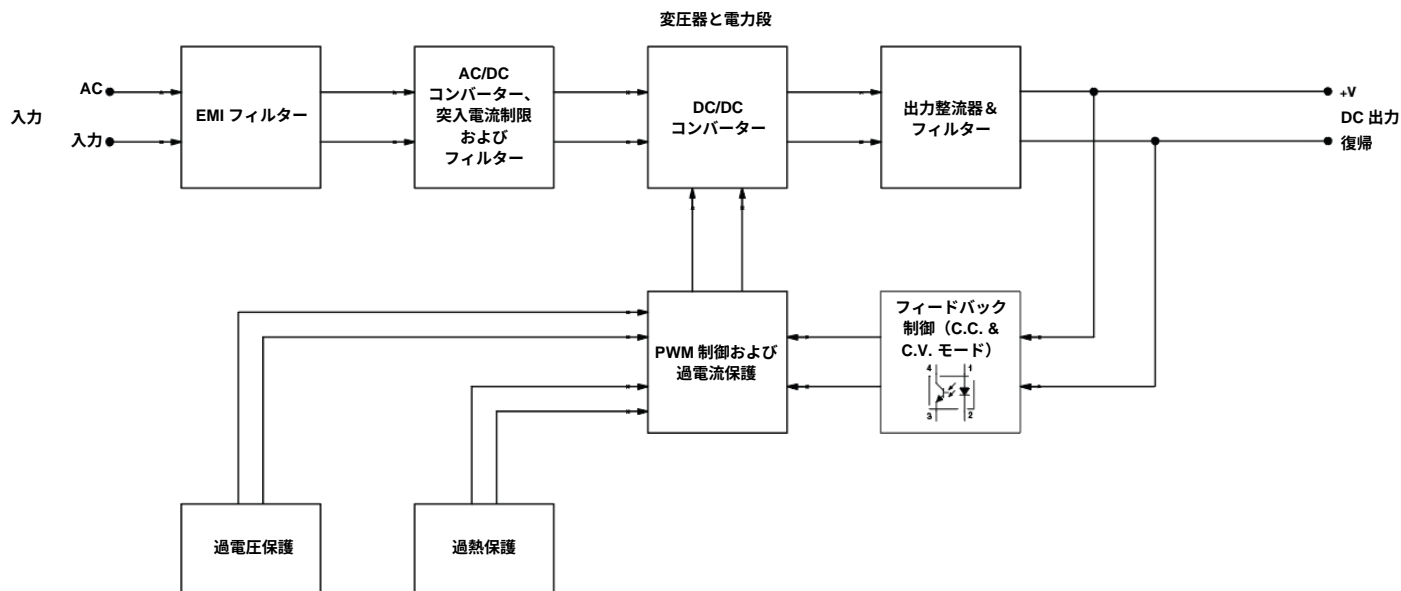 変圧器と電力段
入力
AC
入力
EMI フィルター
AC/DC
コンバーター、
突入電流制限
および
フィルター
DC/DC
コンバーター
出力整流器&
フィルター
+V
DC 出力
復帰
PWM 制御および
過電流保護
フィードバック
制御（C.C. &
C.V. モード）
4 1
3 2
過電圧保護
過熱保護